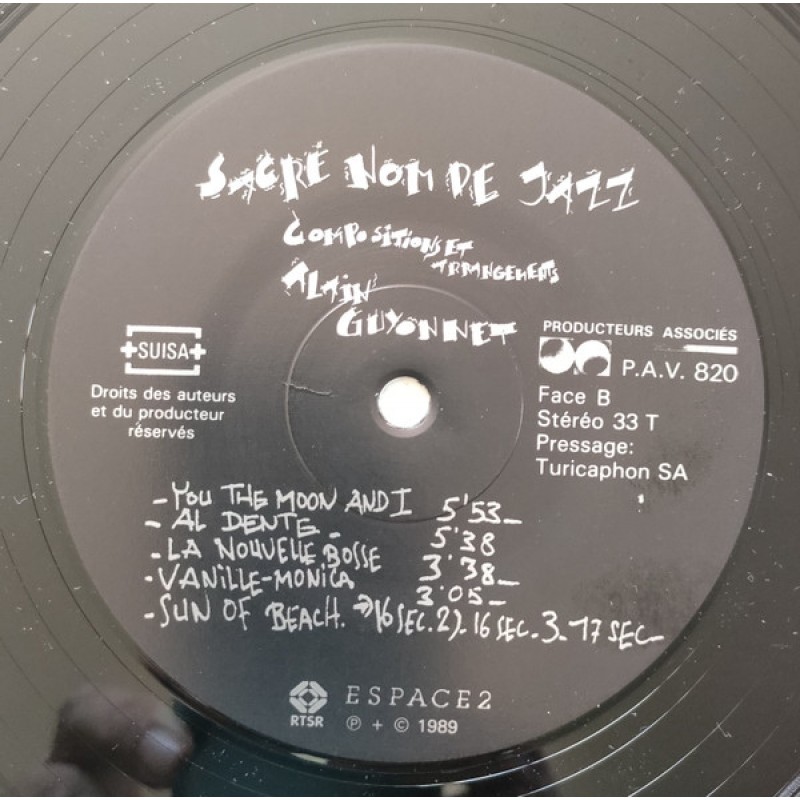 SACRÉ NOM DE JAZZ
COMPOSITIONS ET
ARRANGEMENTS
ALAIN
GUYONNET
SUISA
Droits des auteurs
et du producteur
réservés
PRODUCTEURS ASSOCIÉS
P.A.V. 820
Face B
Stéréo 33 T
Pressage:
Turicaphon SA
- YOU THE MOON AND I 5'53-
- AL DENTE - 5'38
- LA NOUVELLE BOSSE 3'38-
- VANILLE-MONICA 3'05-
- SUN OF BEACH. → 16 SEC. 2). 16 SEC. 3- 17 SEC-
RTSR
ESPACE 2
℗ + © 1989